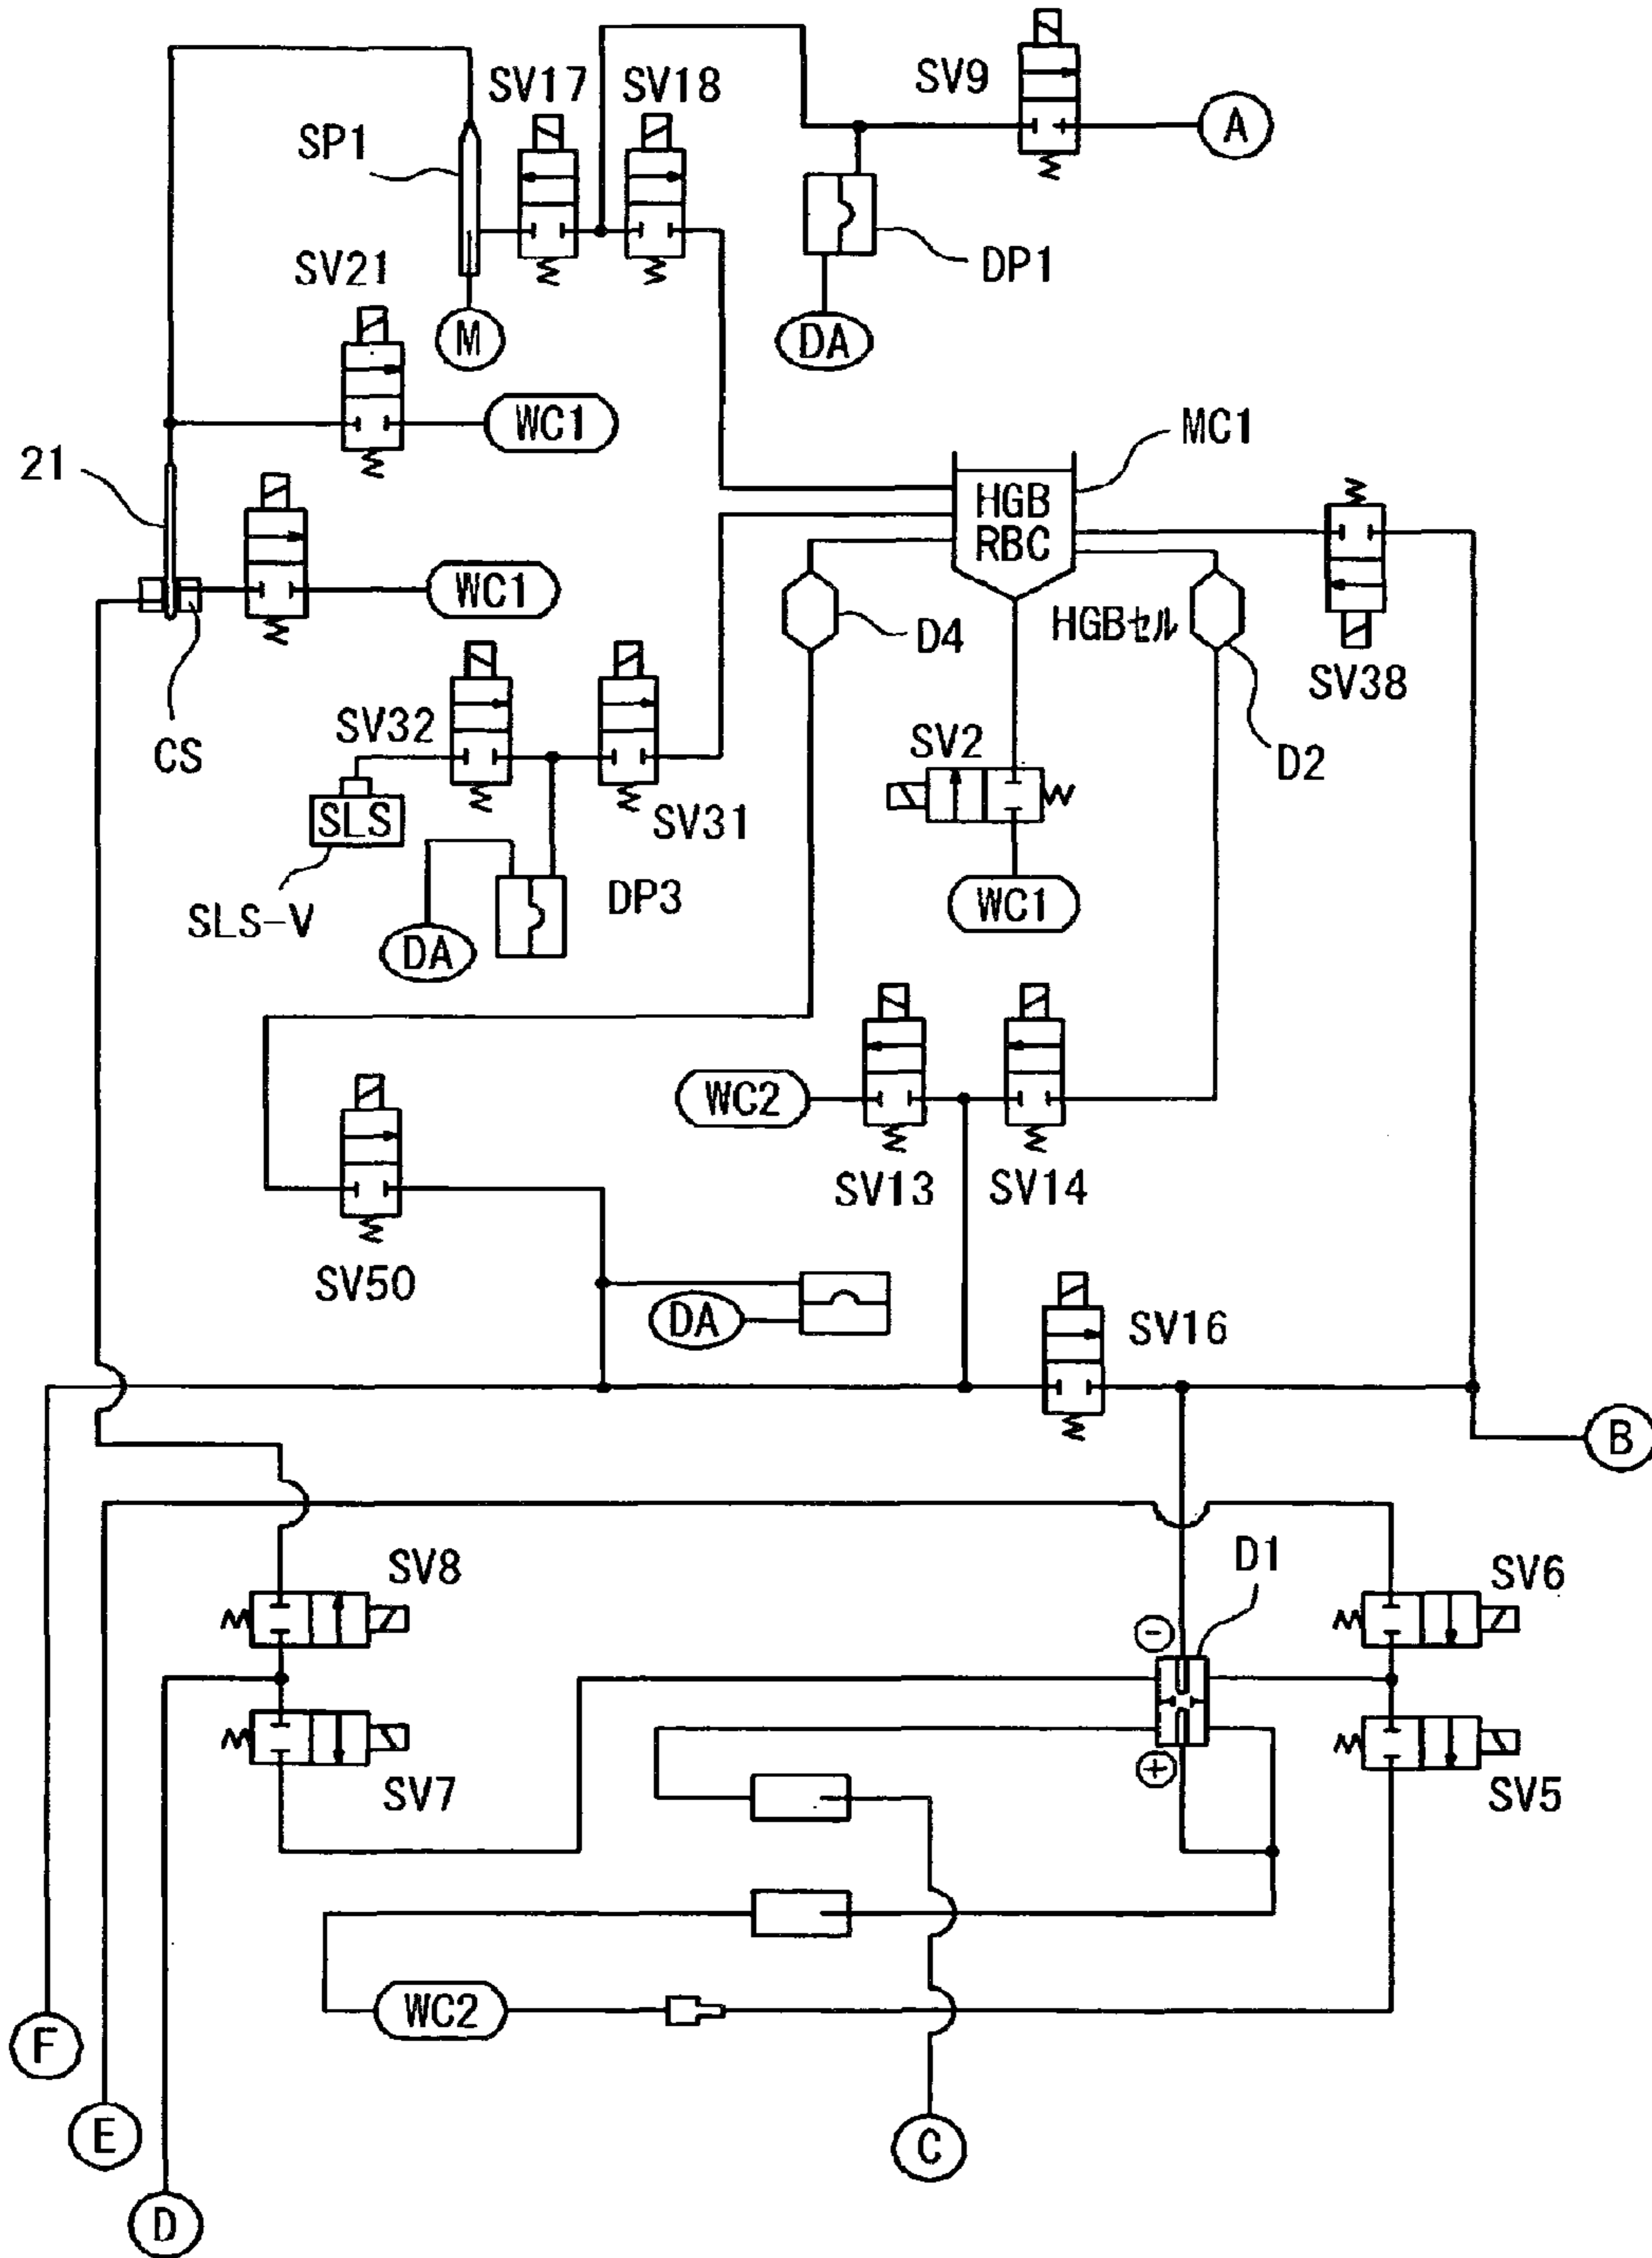 SV9
SV17
SV18
A
SP1
DP1
SV21
M
DA
WC1
MC1
21
HGB
RBC
WC1
D4
HGBセル
SV38
SV32
SV2
D2
CS
SLS
SV31
DP3
SLS-V
WC1
DA
WC2
SV13
SV14
SV50
DA
SV16
B
SV8
D1
SV6
−
+
SV7
SV5
WC2
F
E
C
D